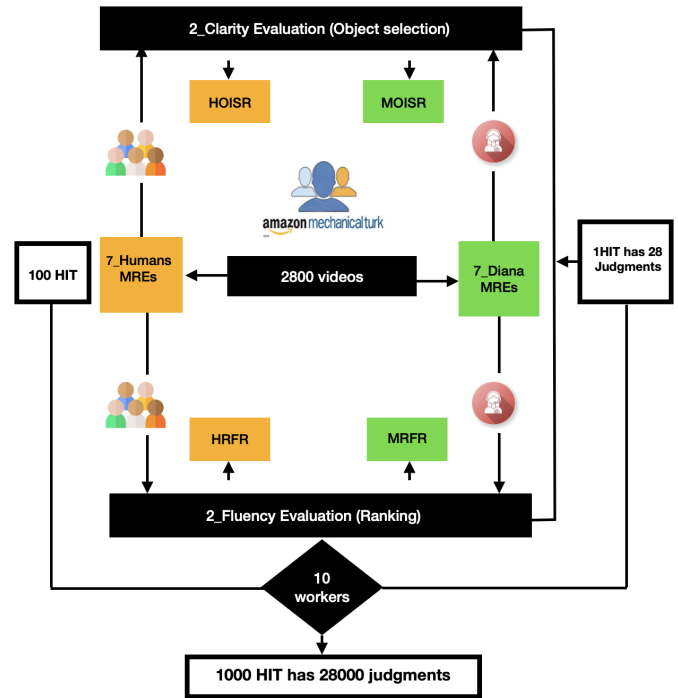 2_Clarity Evaluation (Object selection)
HOISR
MOISR
amazon mechanical turk
100 HIT
7_Humans
MREs
2800 videos
7_Diana
MREs
1HIT has 28
Judgments
HRFR
MRFR
2_Fluency Evaluation (Ranking)
10
workers
1000 HIT has 28000 judgments